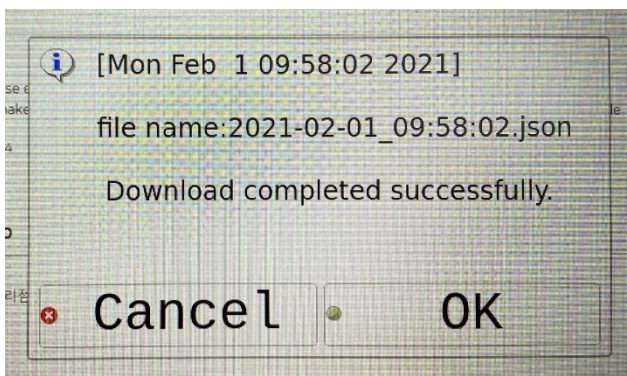 [Mon Feb  1 09:58:02 2021]
file name:2021-02-01_09:58:02.json
Download completed successfully.
Cancel
OK